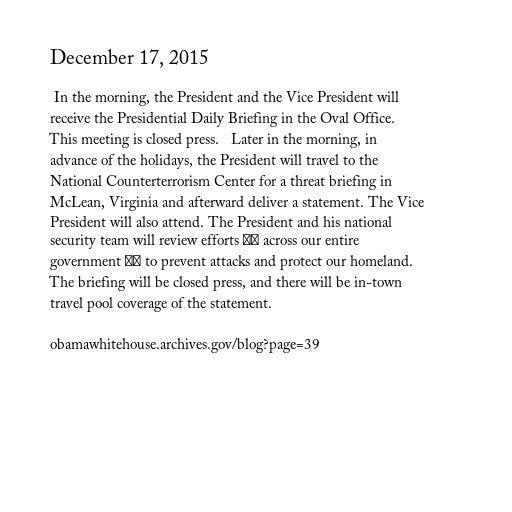 December 17, 2015
In the morning, the President and the Vice President will
receive the Presidential Daily Briefing in the Oval Office.
This meeting is closed press.   Later in the morning, in
advance of the holidays, the President will travel to the
National Counterterrorism Center for a threat briefing in
McLean, Virginia and afterward deliver a statement. The Vice
President will also attend. The President and his national
security team will review efforts across our entire
government to prevent attacks and protect our homeland.
The briefing will be closed press, and there will be in-town
travel pool coverage of the statement.
obamawhitehouse.archives.gov/blog?page=39